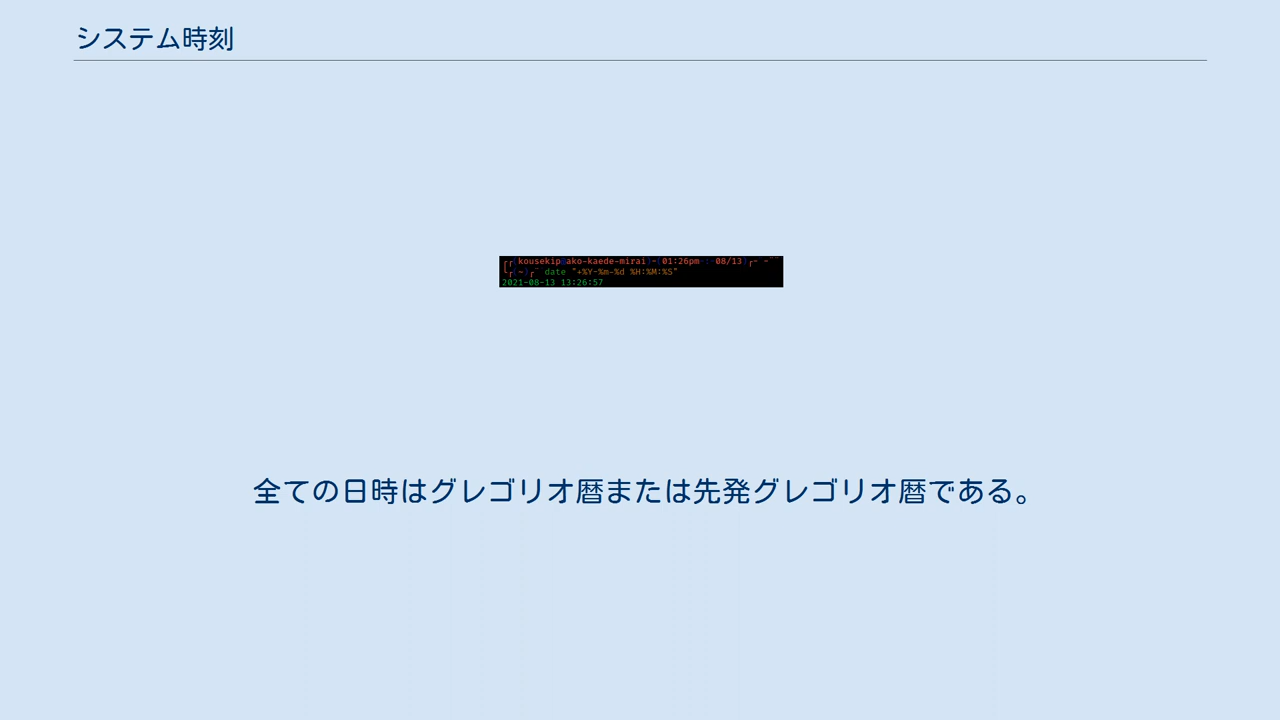 システム時刻
┌┌(kousekip@ako-kaede-mirai)-(01:26pm 08/13)┌-
└┌(~)┌- date "+%Y-%m-%d %H:%M:%S"
2021-08-13 13:26:57
全ての日時はグレゴリオ暦または先発グレゴリオ暦である。